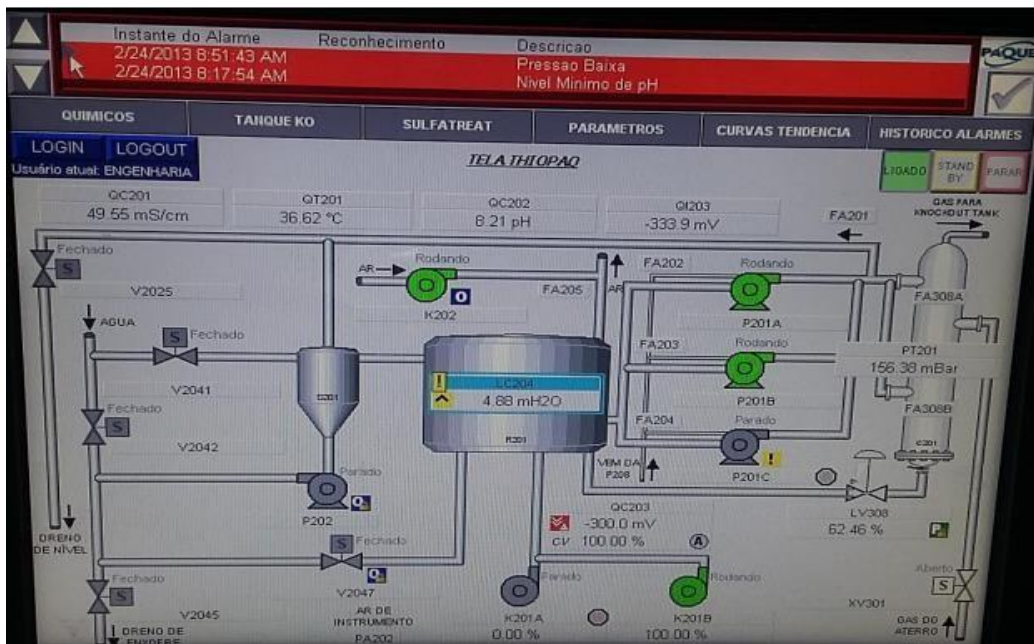 Instante do Alarme Reconhecimento Descricao
2/24/2013 8:51:43 AM Pressao Baixa
2/24/2013 8:17:54 AM Nivel Minimo de pH
PAQUE
QUIMICOS TANQUE KO SULFATREAT PARAMETROS CURVAS TENDENCIA HISTORICO ALARMES
LOGIN LOGOUT
Usuário atual: ENGENHARIA
TELA THIOPAQ
LIGADO STAND BY PARAR
QC201 QT201 QC202 QI203
49.55 mS/cm 36.62 °C 8.21 pH -333.9 mV
FA201
GAS PARA
KNOCHOUT TANK
Fechado
S
V2025
AR
Rodando
K202
FA205
AR
FA202
Rodando
P201A
FA308A
AGUA
S
Fechado
V2041
FA203
Rodando
P201B
PT201
156.38 mBar
LC204
4.88 mH2O
R201
Fechado
S
V2042
FA204
Parado
P201C
FA308B
C201
VEM DA
P208
Parado
P202
LV308
62.46 %
QC203
-300.0 mV
CV 100.00 %
A
DRENO
DE NÍVEL
S
Fechado
V2047
Fechado
S
V2045
Parado
K201A
0.00 %
Rodando
K201B
100.00 %
Aberto
S
XV301
AR DE
INSTRUMENTO
PA202
GAS DO
ATERRO
DRENO DE